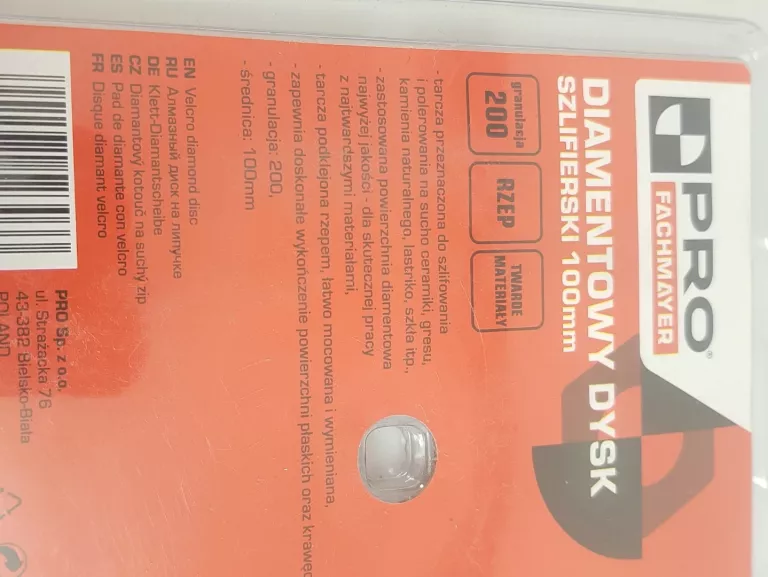 PRO®
FACHMAYER
DIAMENTOWY DYSK
SZLIFIERSKI 100mm
granulacja
200
RZEP
TWARDE
MATERIAŁY
- tarcza przeznaczona do szlifowania
i polerowania na sucho ceramiki, gresu,
kamienia naturalnego, lastriko, szkła itp.,
- zastosowana powierzchnia diamentowa
najwyżej jakości - dla skutecznej pracy
z najtwardszymi materiałami,
- tarcza podklejona rzepem, łatwo mocowana i wymieniana,
- zapewnia doskonałe wykończenie powierzchni płaskich oraz krawęd
- granulacja: 200,
- średnica: 100mm
EN Velcro diamond disc
RU Алмазный диск на липучке
DE Klett-Diamantscheibe
CZ Diamantový kotouč na suchý zip
ES Pad de diamante con velcro
FR Disque diamant velcro
PRO Sp. z o.o.
ul. Strażacka 76
43-382 Bielsko-Biała
POLAND